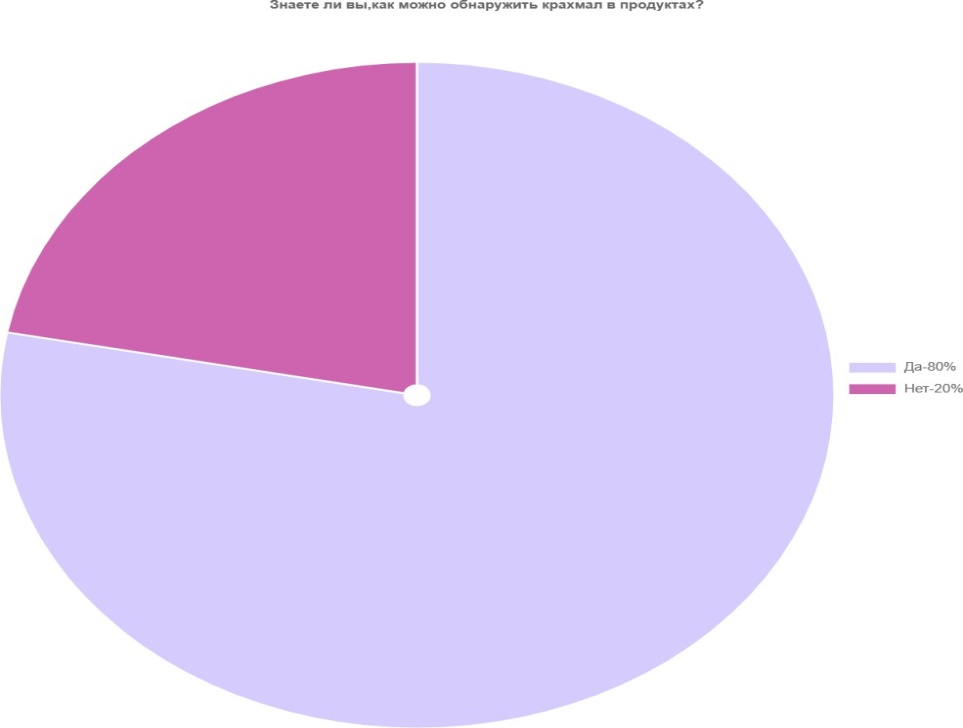 Знаете ли вы,как можно обнаружить крахмал в продуктах?
Да-80%
Нет-20%